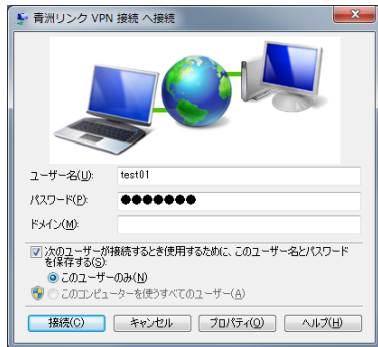 青洲リンク VPN 接続 へ接続
ユーザー名(U):
test01
パスワード(P):
●●●●●●●
ドメイン(M):
次のユーザーが接続するとき使用するために、このユーザー名とパスワード
を保存する(S):
このユーザーのみ(N)
このコンピューターを使うすべてのユーザー(A)
接続(C) キャンセル プロパティ(O) ヘルプ(H)